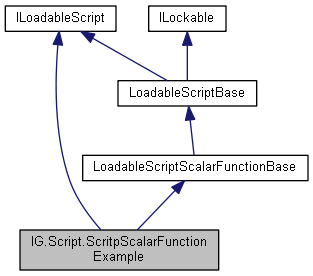 ILoadableScript
ILockable
LoadableScriptBase
LoadableScriptScalarFunctionBase
IG.Script.ScritpScalarFunction
Example